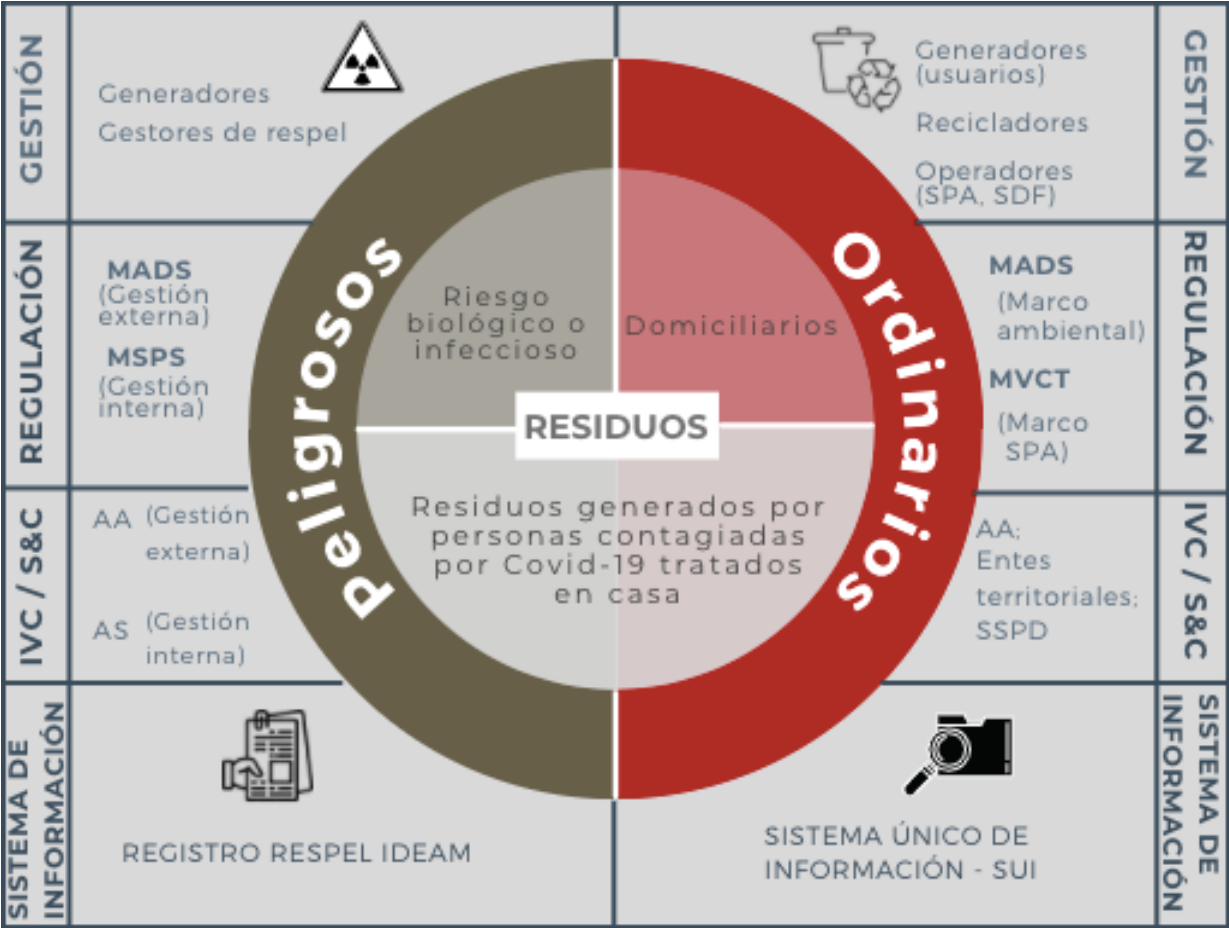 GESTIÓN
Generadores
Gestores de respel
REGULACIÓN
MADS
(Gestión
externa)
MSPS
(Gestión
interna)
IVC / S&C
AA (Gestión
externa)
AS (Gestión
interna)
SISTEMA DE
INFORMACIÓN
REGISTRO RESPEL IDEAM
Peligrosos
Riesgo
biológico o
infeccioso
Domiciliarios
RESIDUOS
Residuos generados por
personas contagiadas
por Covid-19 tratados
en casa
Ordinarios
Generadores
(usuarios)
Recicladores
Operadores
(SPA, SDF)
GESTIÓN
MADS
(Marco
ambiental)
MVCT
(Marco
SPA)
REGULACIÓN
AA;
Entes
territoriales;
SSPD
IVC / S&C
SISTEMA ÚNICO DE
INFORMACIÓN - SUI
SISTEMA DE
INFORMACIÓN